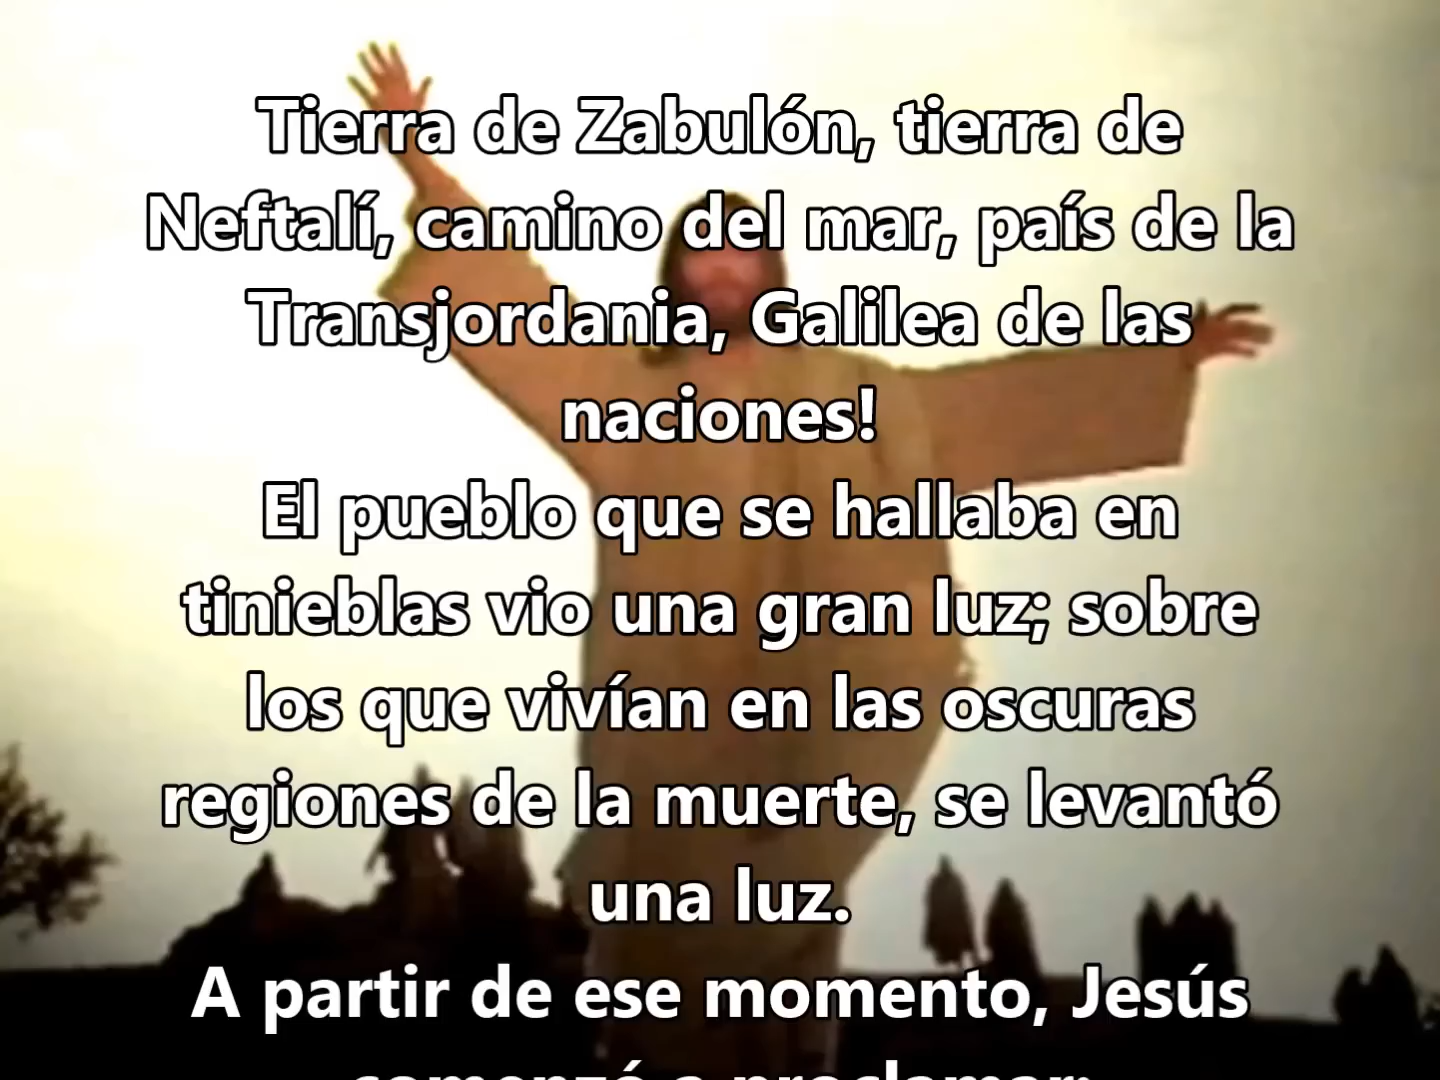 Tierra de Zabulón, tierra de
Neftalí, camino del mar, país de la
Transjordania, Galilea de las
naciones!
El pueblo que se hallaba en
tinieblas vio una gran luz; sobre
los que vivían en las oscuras
regiones de la muerte, se levantó
una luz.
A partir de ese momento, Jesús
comenzó a proclamar: